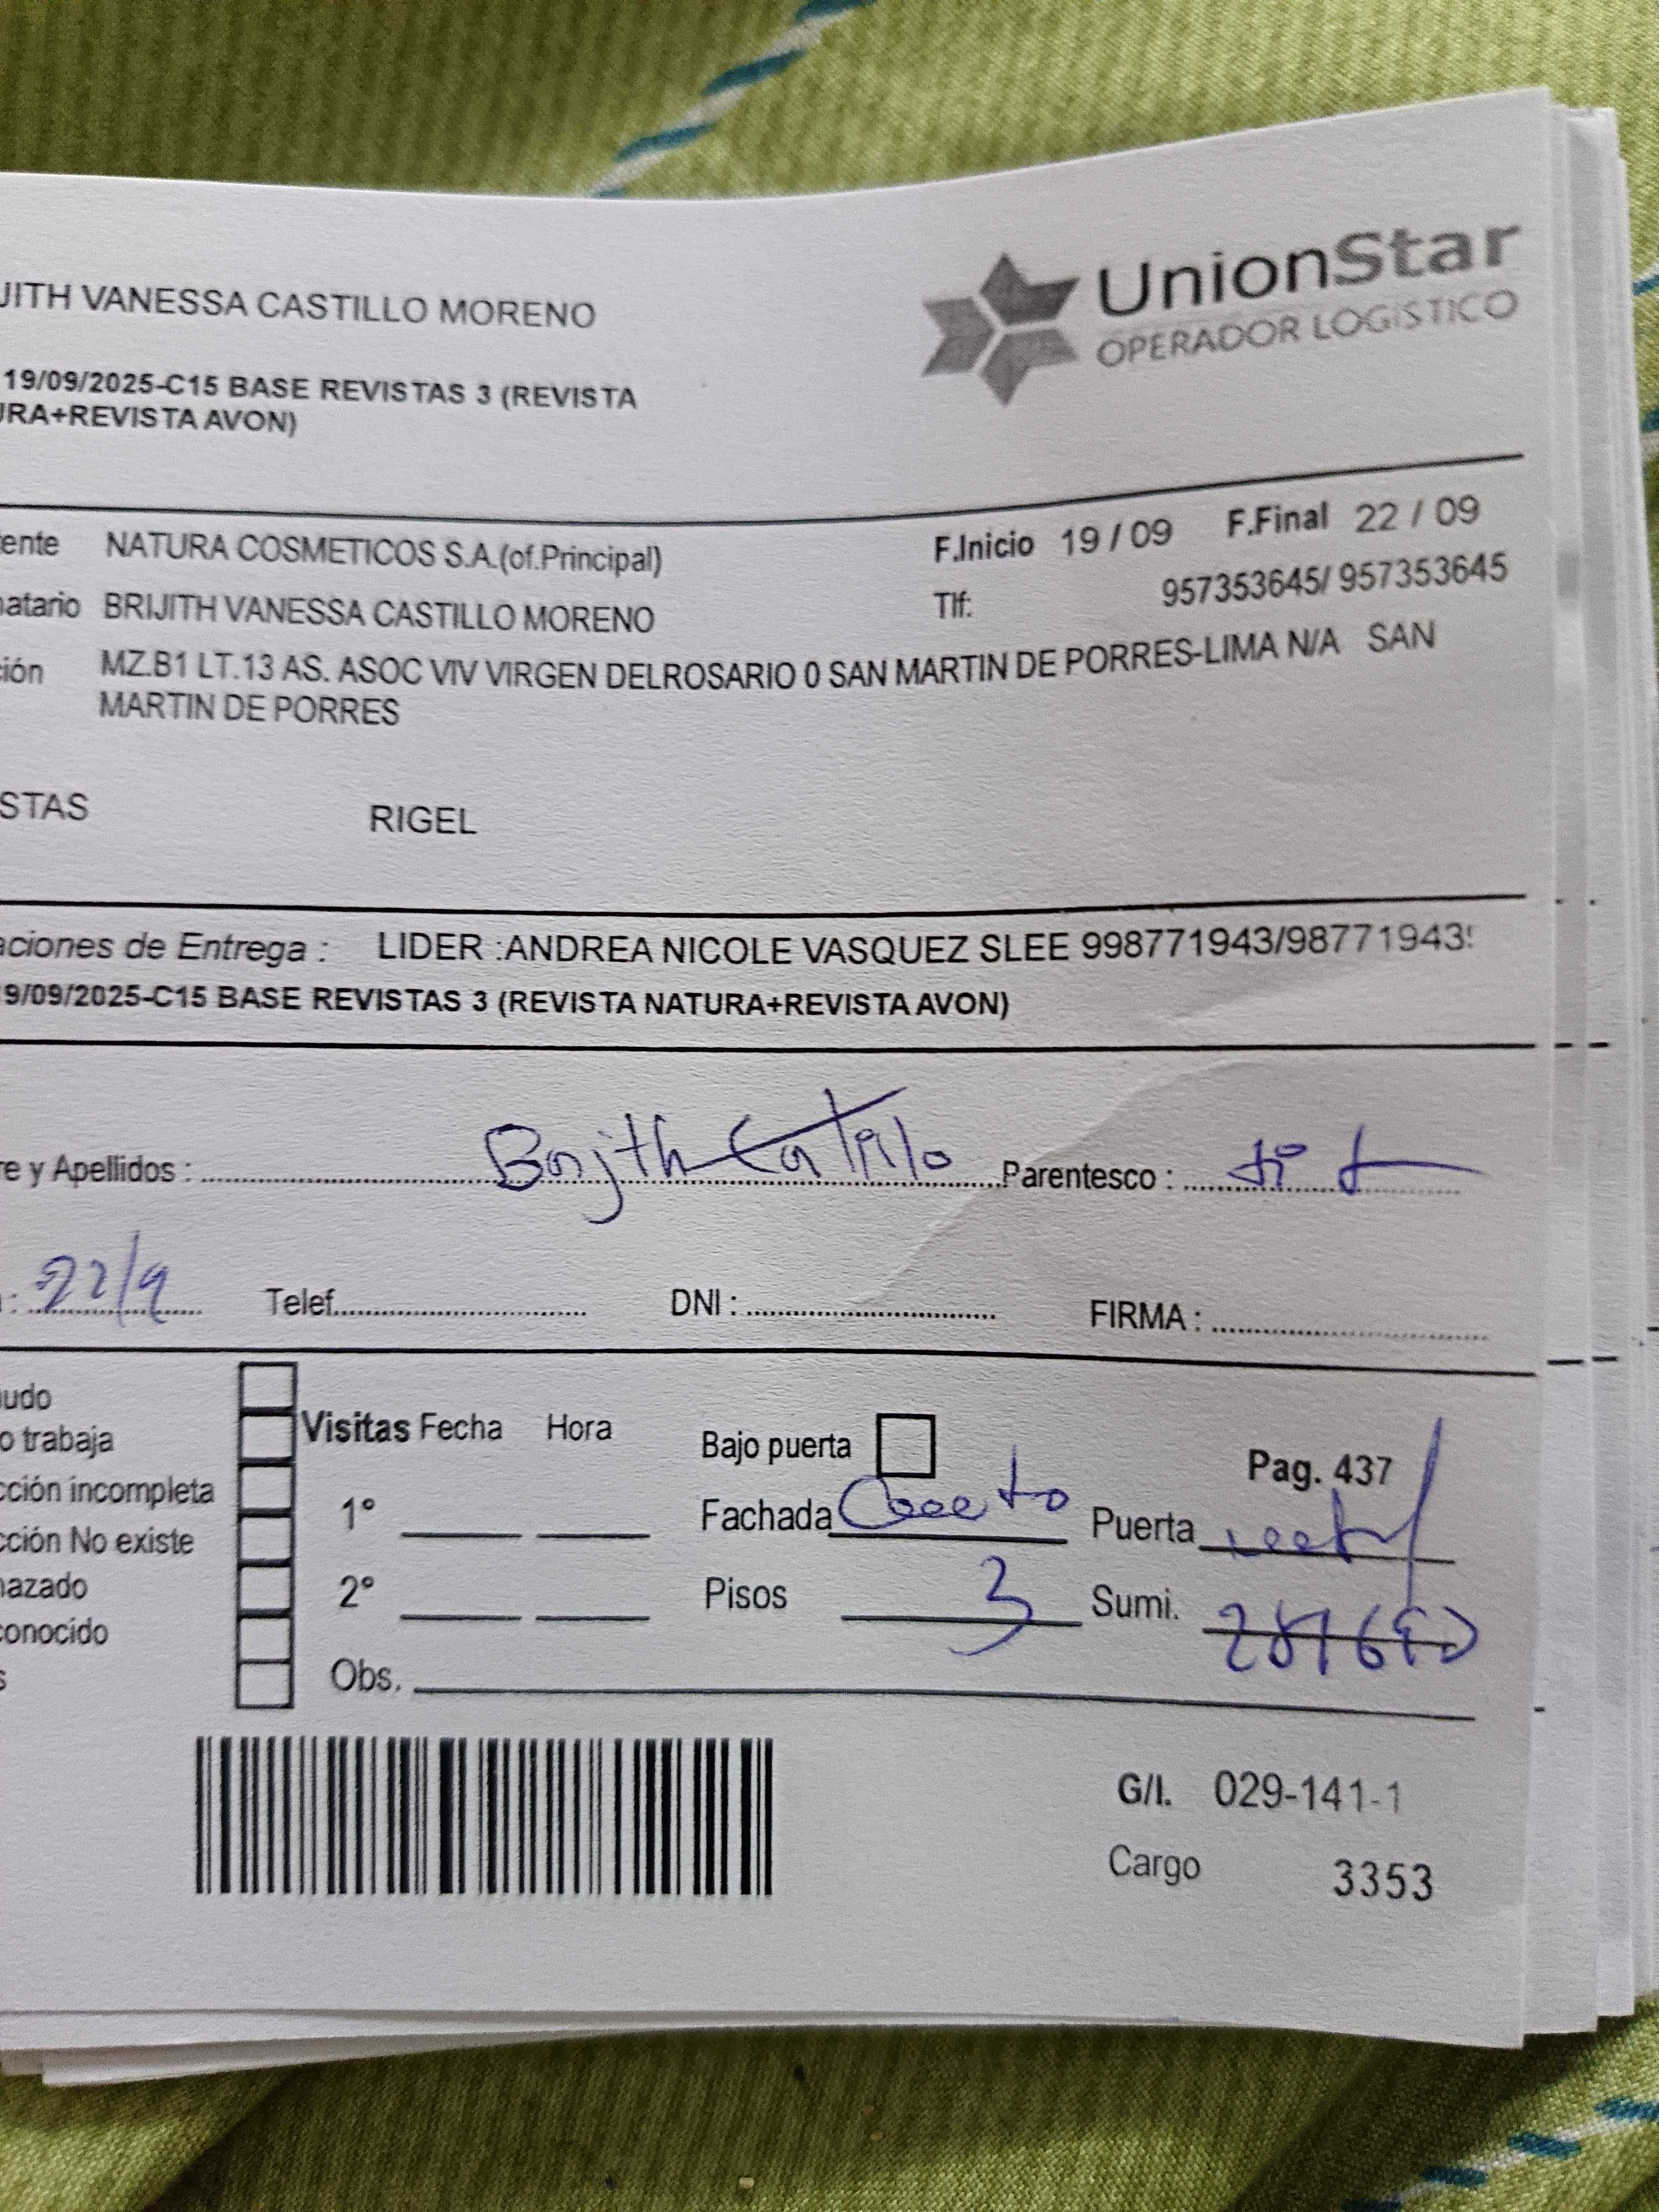 UnionStar
OPERADOR LOGíSTICO
JITH VANESSA CASTILLO MORENO
19/09/2025-C15 BASE REVISTAS 3 (REVISTA
URA+REVISTA AVON)
ente NATURA COSMETICOS S.A.(of.Principal) F.Inicio 19 / 09 F.Final 22 / 09
atario BRIJITH VANESSA CASTILLO MORENO Tlf: 957353645/ 957353645
ción MZ.B1 LT.13 AS. ASOC VIV VIRGEN DELROSARIO 0 SAN MARTIN DE PORRES-LIMA N/A SAN
MARTIN DE PORRES
STAS RIGEL
aciones de Entrega : LIDER :ANDREA NICOLE VASQUEZ SLEE 998771943/98771943
9/09/2025-C15 BASE REVISTAS 3 (REVISTA NATURA+REVISTA AVON)
re y Apellidos : Brijith Castillo Parentesco : tit
: 22/9 Telef. DNI : FIRMA :
udo
o trabaja Visitas Fecha Hora Bajo puerta Pag. 437
cción incompleta 1° Fachada Puerta
cción No existe
azado 2° Pisos 3 Sumi.
conocido
s Obs.
G/I. 029-141-1
Cargo 3353